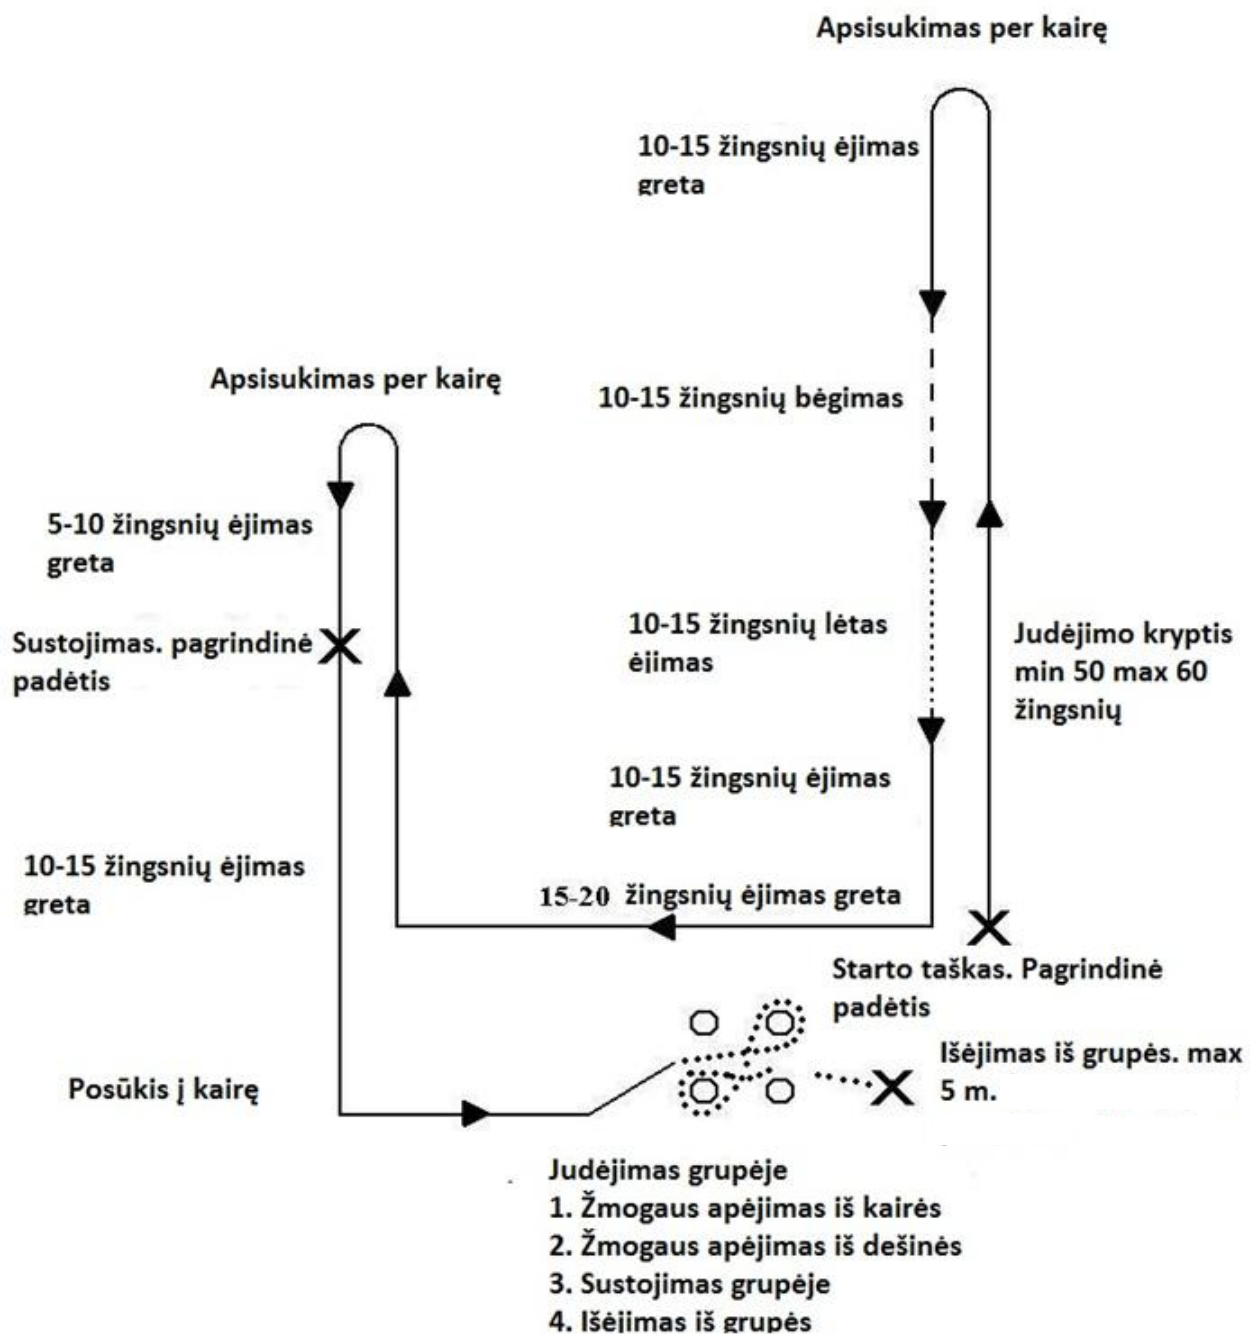 Apsisukimas per kairę
10-15 žingsnių ėjimas
greta
10-15 žingsnių bėgimas
Apsisukimas per kairę
5-10 žingsnių ėjimas
greta
10-15 žingsnių lėtas
ėjimas
Judėjimo kryptis
min 50 max 60
žingsnių
Sustojimas. pagrindinė
padėtis
10-15 žingsnių ėjimas
greta
10-15 žingsnių ėjimas
greta
15-20 žingsnių ėjimas greta
Starto taškas. Pagrindinė
padėtis
Išėjimas iš grupės. max
5 m.
Posūkis į kairę
Judėjimas grupėje
1. Žmogaus apėjimas iš kairės
2. Žmogaus apėjimas iš dešinės
3. Sustojimas grupėje
4. Išėjimas iš grupės